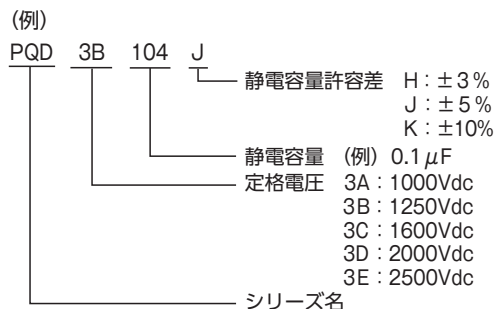 (例)
PQD 3B 104 J
静電容量許容差 H：±3％
J：±5％
K：±10%
静電容量 (例) 0.1μF
定格電圧 3A：1000Vdc
3B：1250Vdc
3C：1600Vdc
3D：2000Vdc
3E：2500Vdc
シリーズ名